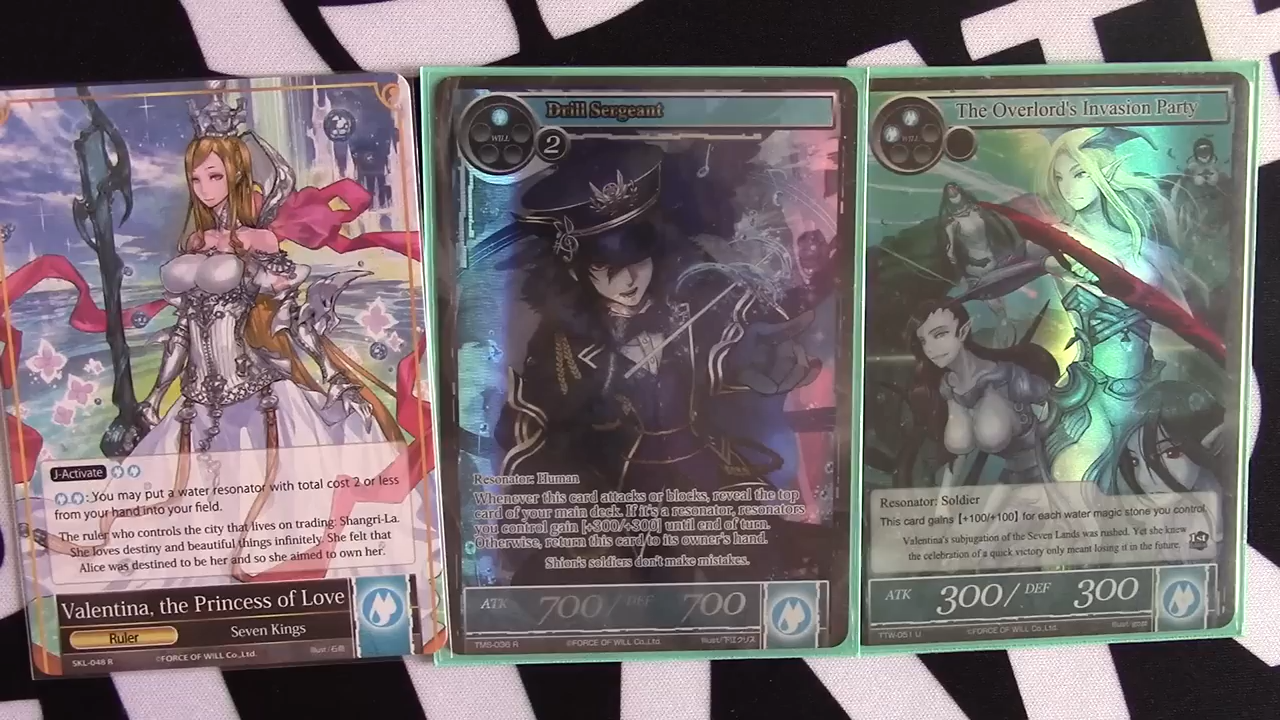 J-Activate
:You may put a water resonator with total cost 2 or less
from your hand into your field.
The ruler who controls the city that lives on trading: Shangri-La.
She loves destiny and beautiful things infinitely. She felt that
Alice was destined to be her and so she aimed to own her.
Valentina, the Princess of Love
Ruler
Seven Kings
SKL-048 R
©FORCE OF WILL Co.,Ltd.
Drill Sergeant
WILL
2
Resonator: Human
Whenever this card attacks or blocks, reveal the top
card of your main deck. If it's a resonator, resonators
you control gain [+300/+300] until end of turn.
Otherwise, return this card to its owner's hand.
Shion's soldiers don't make mistakes.
ATK 700 / DEF 700
TMS-036 R
©FORCE OF WILL Co.,Ltd.
The Overlord's Invasion Party
WILL
Resonator: Soldier
This card gains [+100/+100] for each water magic stone you control.
Valentina's subjugation of the Seven Lands was rushed. Yet she knew
the celebration of a quick victory only meant losing it in the future.
1st
ATK 300 / DEF 300
TTW-051 U
©FORCE OF WILL Co.,Ltd.